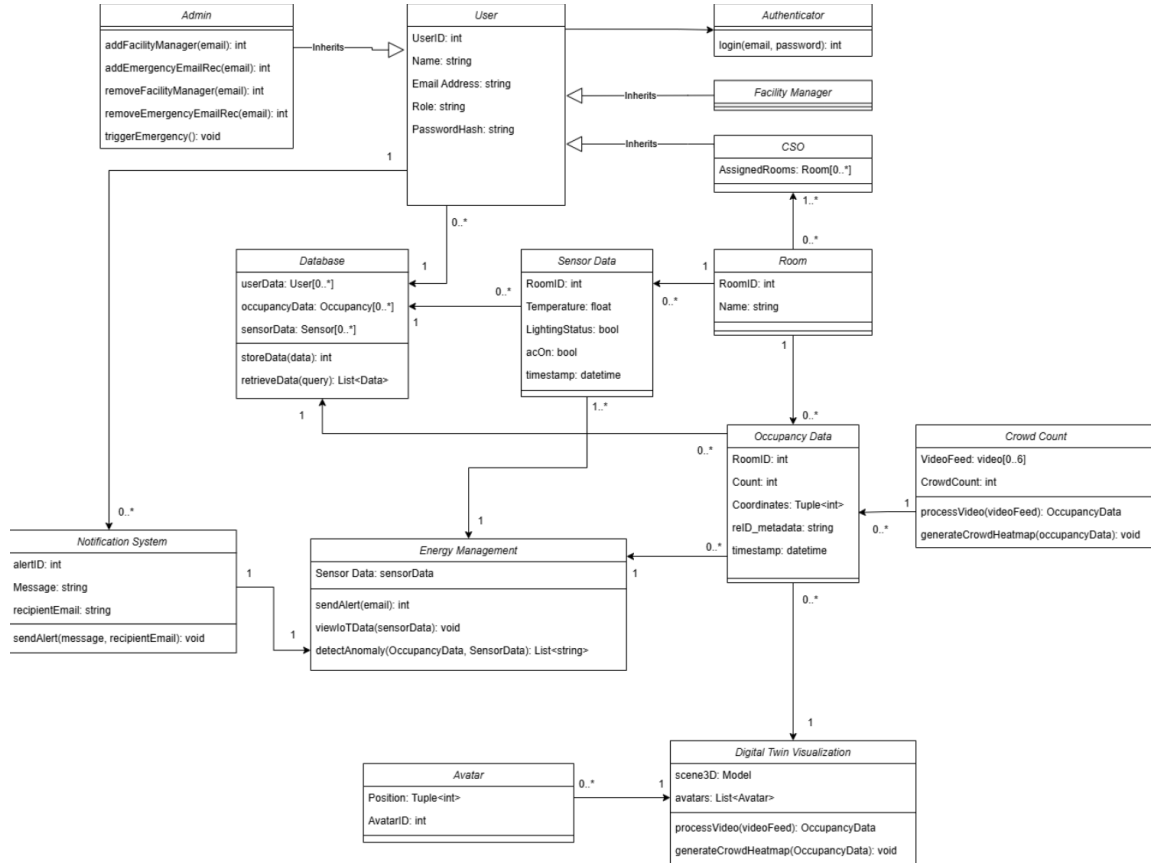 Admin
addFacilityManager(email): int
addEmergencyEmailRec(email): int
removeFacilityManager(email): int
removeEmergencyEmailRec(email): int
triggerEmergency(): void
Inherits
User
UserID: int
Name: string
Email Address: string
Role: string
PasswordHash: string
Authenticator
login(email, password): int
Inherits
Facility Manager
Inherits
CSO
AssignedRooms: Room[0..*]
1
0..*
1..*
0..*
Database
userData: User[0..*]
occupancyData: Occupancy[0..*]
sensorData: Sensor[0..*]
storeData(data): int
retrieveData(query): List<Data>
1
1
0..*
Sensor Data
RoomID: int
Temperature: float
LightingStatus: bool
acOn: bool
timestamp: datetime
1
0..*
Room
RoomID: int
Name: string
1
0..*
1
0..*
1..*
Occupancy Data
RoomID: int
Count: int
Coordinates: Tuple<int>
reID_metadata: string
timestamp: datetime
Crowd Count
VideoFeed: video[0..6]
CrowdCount: int
processVideo(videoFeed): OccupancyData
generateCrowdHeatmap(occupancyData): void
1
0..*
0..*
Notification System
alertID: int
Message: string
recipientEmail: string
sendAlert(message, recipientEmail): void
1
1
1
Energy Management
Sensor Data: sensorData
sendAlert(email): int
viewIoTData(sensorData): void
detectAnomaly(OccupancyData, SensorData): List<string>
0..*
1
0..*
1
Avatar
Position: Tuple<int>
AvatarID: int
0..*
1
Digital Twin Visualization
scene3D: Model
avatars: List<Avatar>
processVideo(videoFeed): OccupancyData
generateCrowdHeatmap(OccupancyData): void